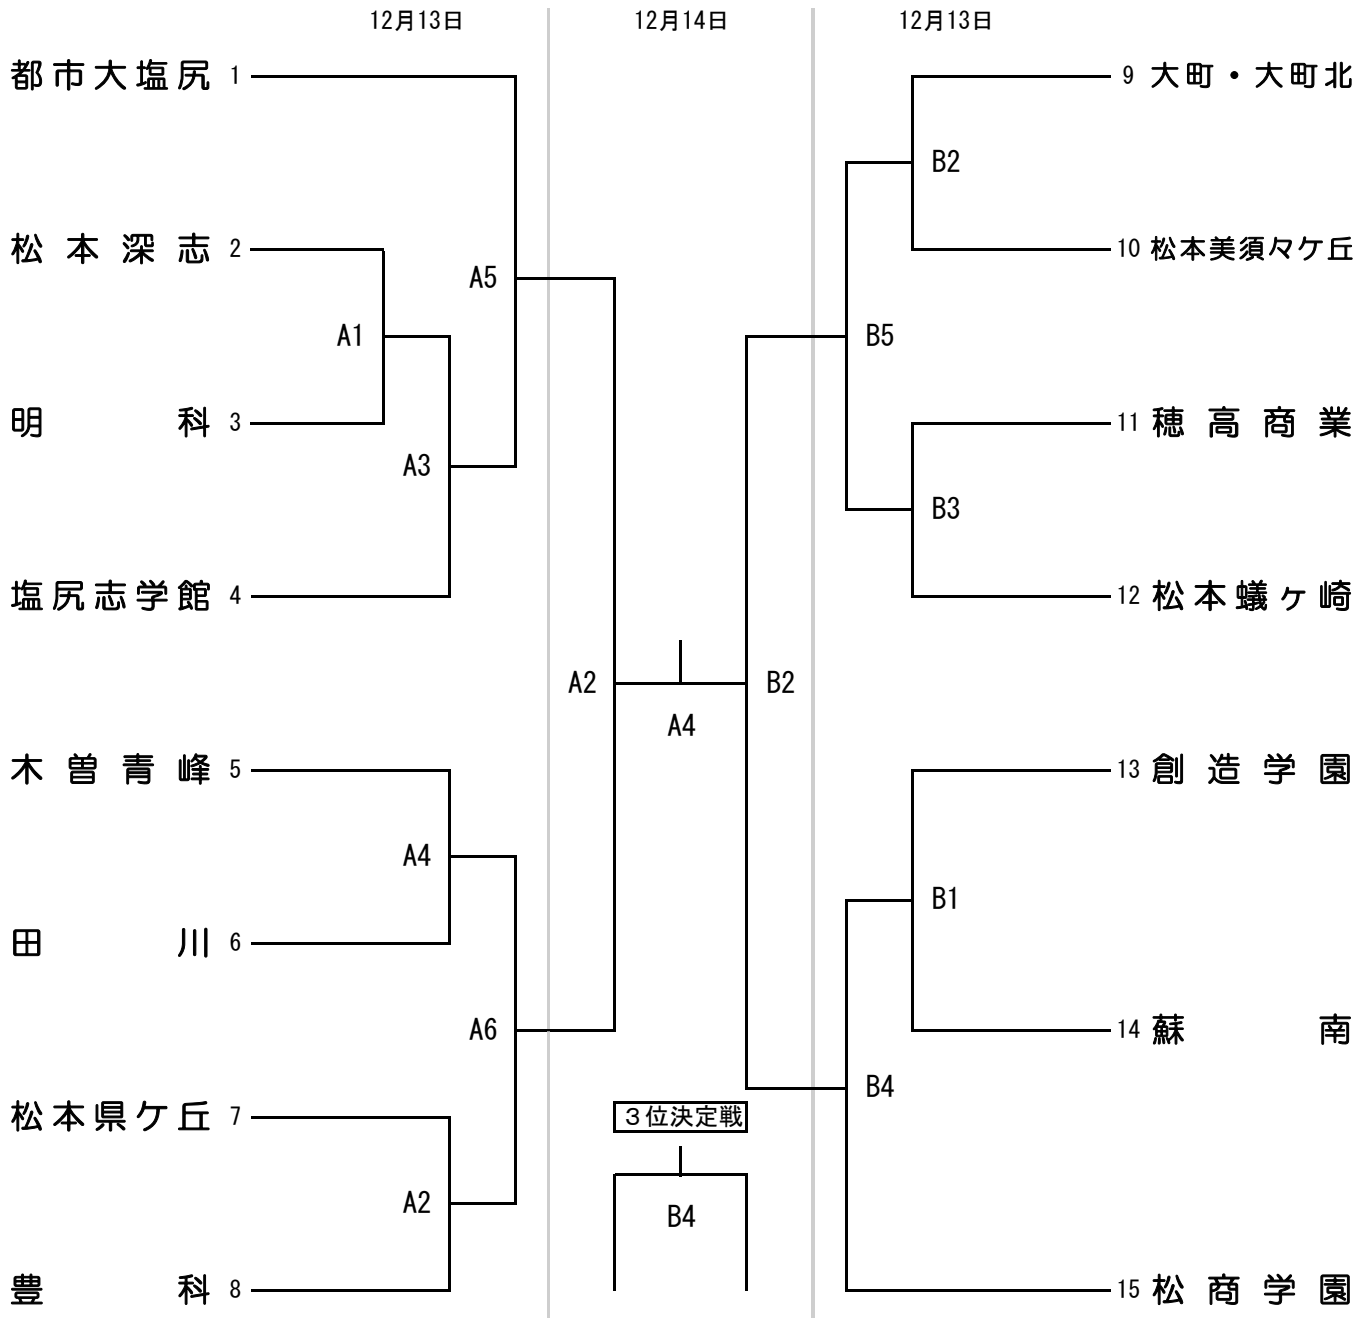 12月13日 12月14日 12月13日
都市大塩尻 1
松本深志 2
A1
明科 3
A3
塩尻志学館 4
A5
木曽青峰 5
A4
田川 6
A6
松本県ケ丘 7
A2
豊科 8
A2
A4
B2
3位決定戦
B4
9 大町・大町北
B2
10 松本美須々ケ丘
B5
11 穂高商業
B3
12 松本蟻ヶ崎
13 創造学園
B1
14 蘇南
B4
15 松商学園